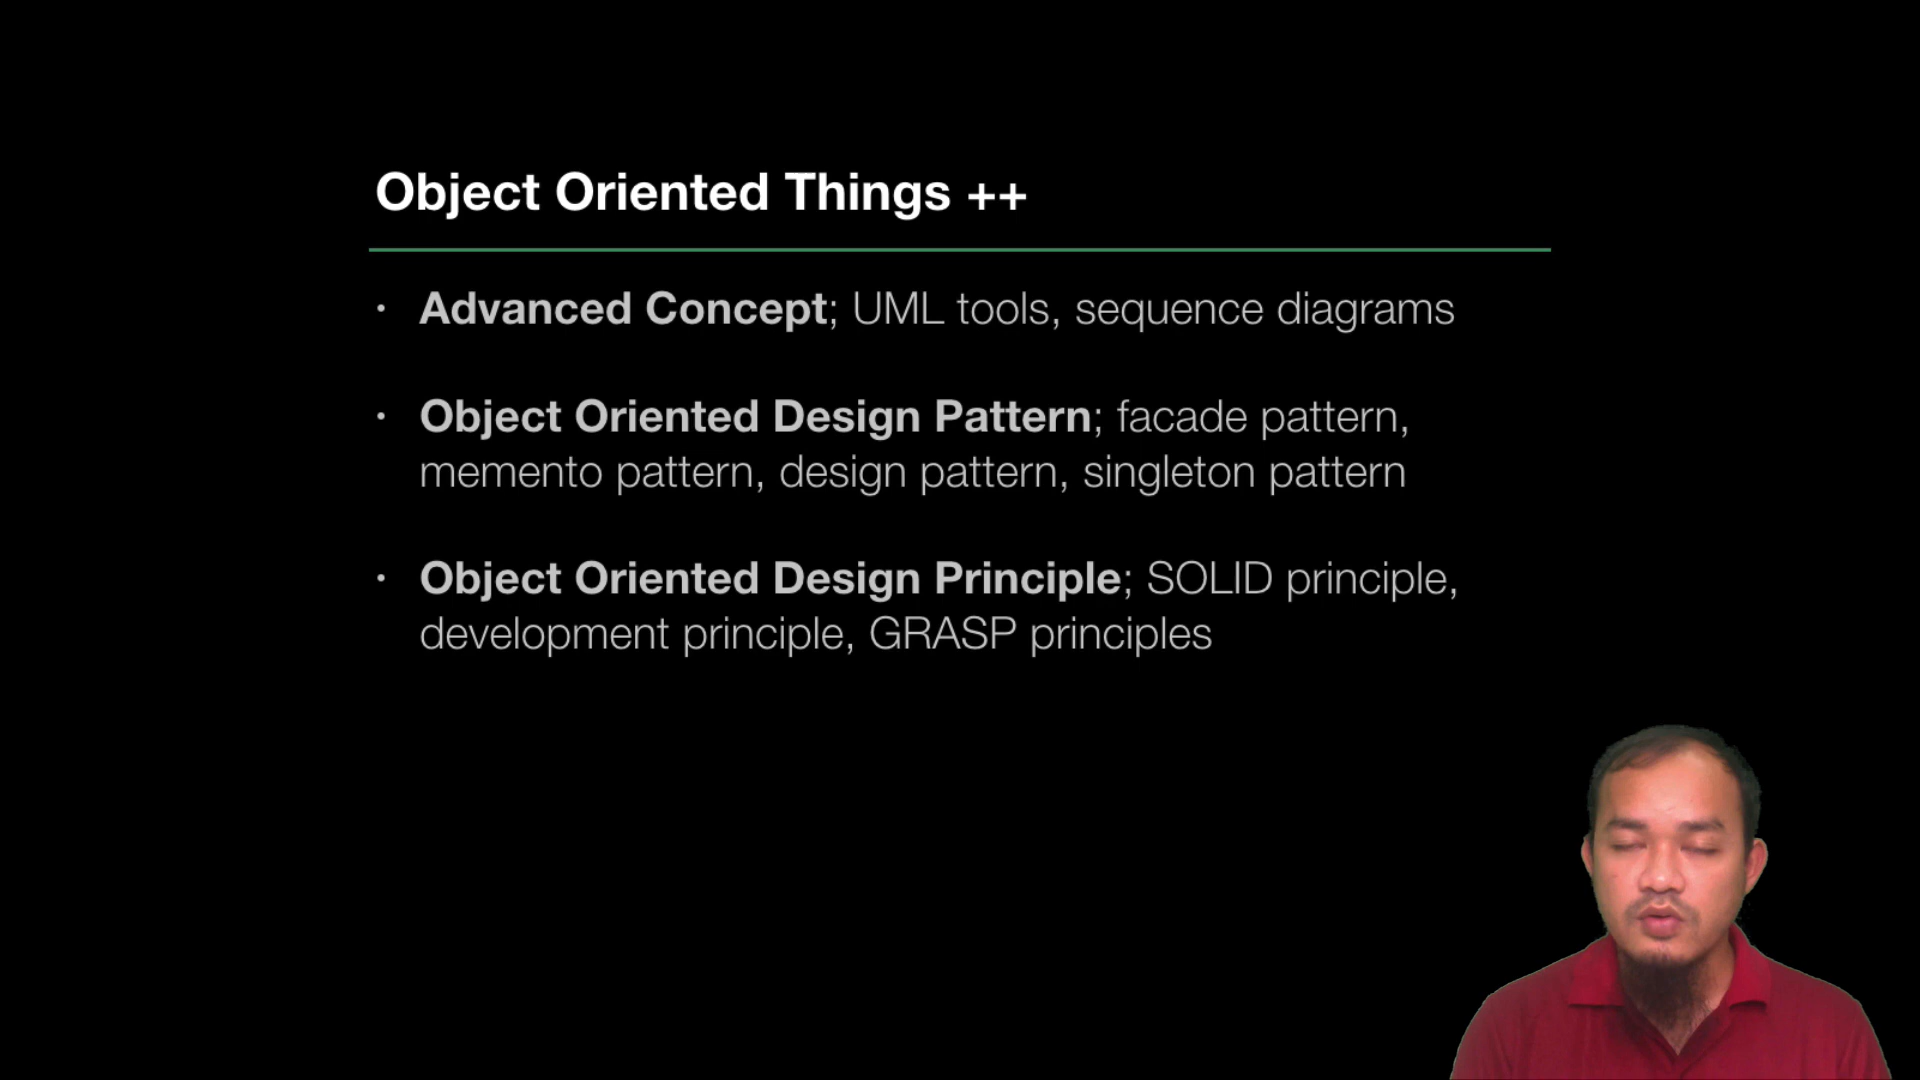 Object Oriented Things ++
• Advanced Concept; UML tools, sequence diagrams
• Object Oriented Design Pattern; facade pattern,
memento pattern, design pattern, singleton pattern
• Object Oriented Design Principle; SOLID principle,
development principle, GRASP principles